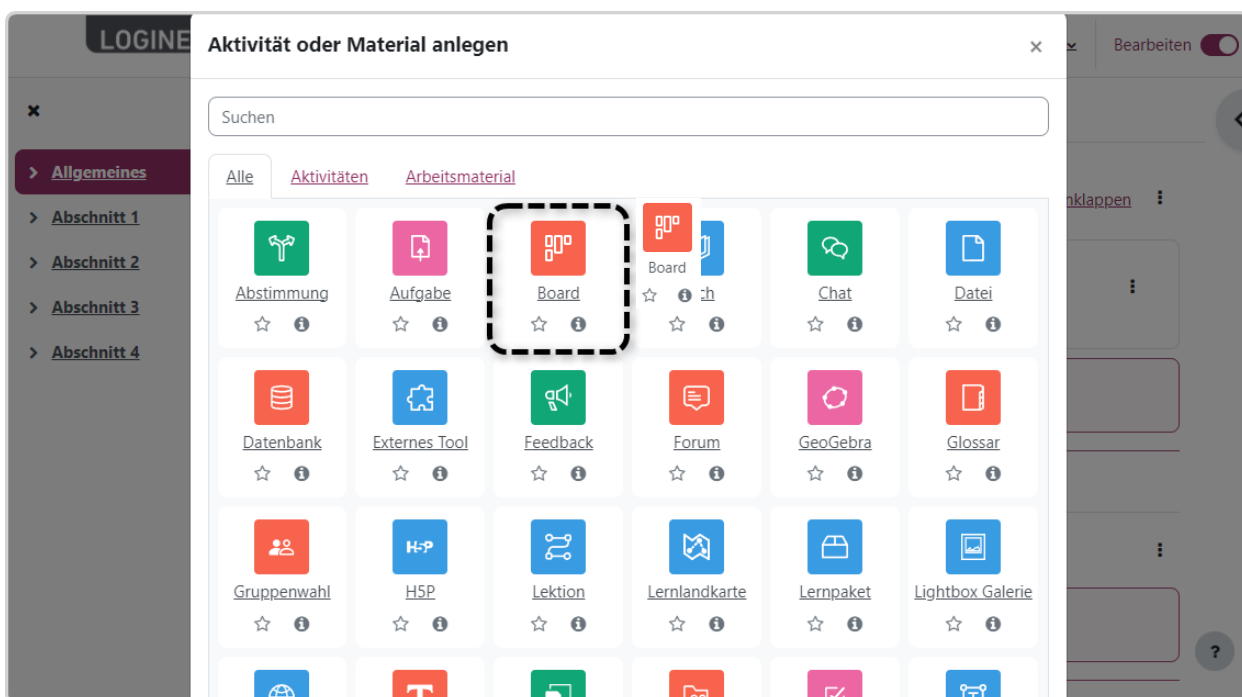 LOGINE
Aktivität oder Material anlegen
×
Bearbeiten
Suchen
Allgemeines
Abschnitt 1
Abschnitt 2
Abschnitt 3
Abschnitt 4
Alle Aktivitäten Arbeitsmaterial
nklappen
Board
Abstimmung Aufgabe Board ch Chat Datei
Datenbank Externes Tool Feedback Forum GeoGebra Glossar
H5P
Gruppenwahl H5P Lektion Lernlandkarte Lernpaket Lightbox Galerie
?